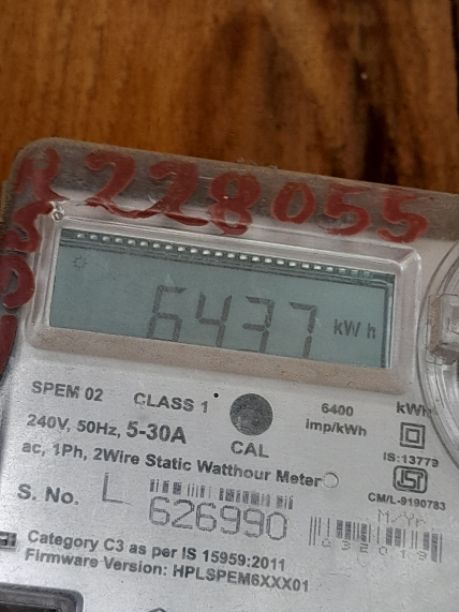 228055
6437 kWh
SPEM 02 CLASS 1 6400 imp/kWh kWh
240V, 50Hz, 5-30A CAL
ac, 1Ph, 2Wire Static Watthour Meter IS:13779
S. No. L 626990 CM/L-9190783
M/Yr
032019
Category C3 as per IS 15959:2011
Firmware Version: HPLSPEM6XXX01